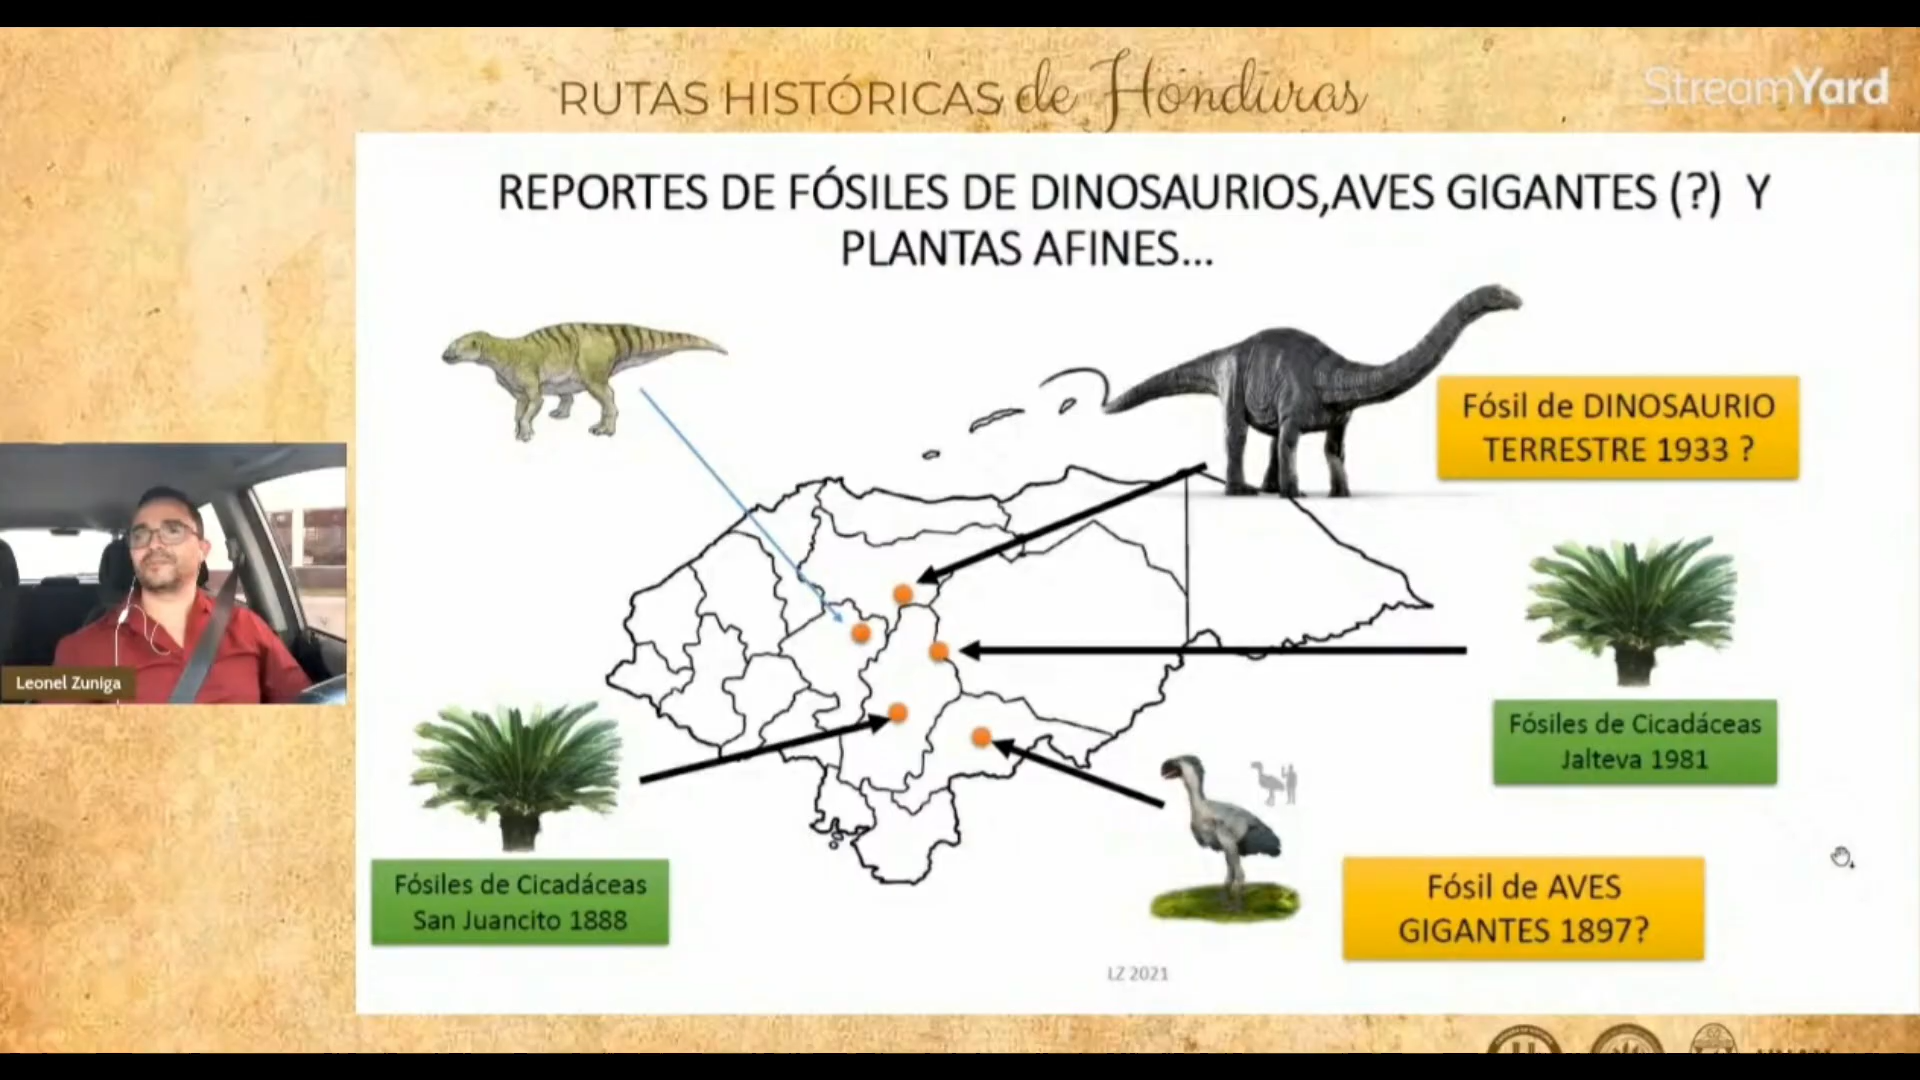 RUTAS HISTÓRICAS de Honduras
StreamYard
REPORTES DE FÓSILES DE DINOSAURIOS,AVES GIGANTES (?) Y
PLANTAS AFINES...
Fósil de DINOSAURIO
TERRESTRE 1933 ?
Leonel Zuniga
Fósiles de Cicadáceas
Jalteva 1981
Fósiles de Cicadáceas
San Juancito 1888
Fósil de AVES
GIGANTES 1897?
LZ 2021